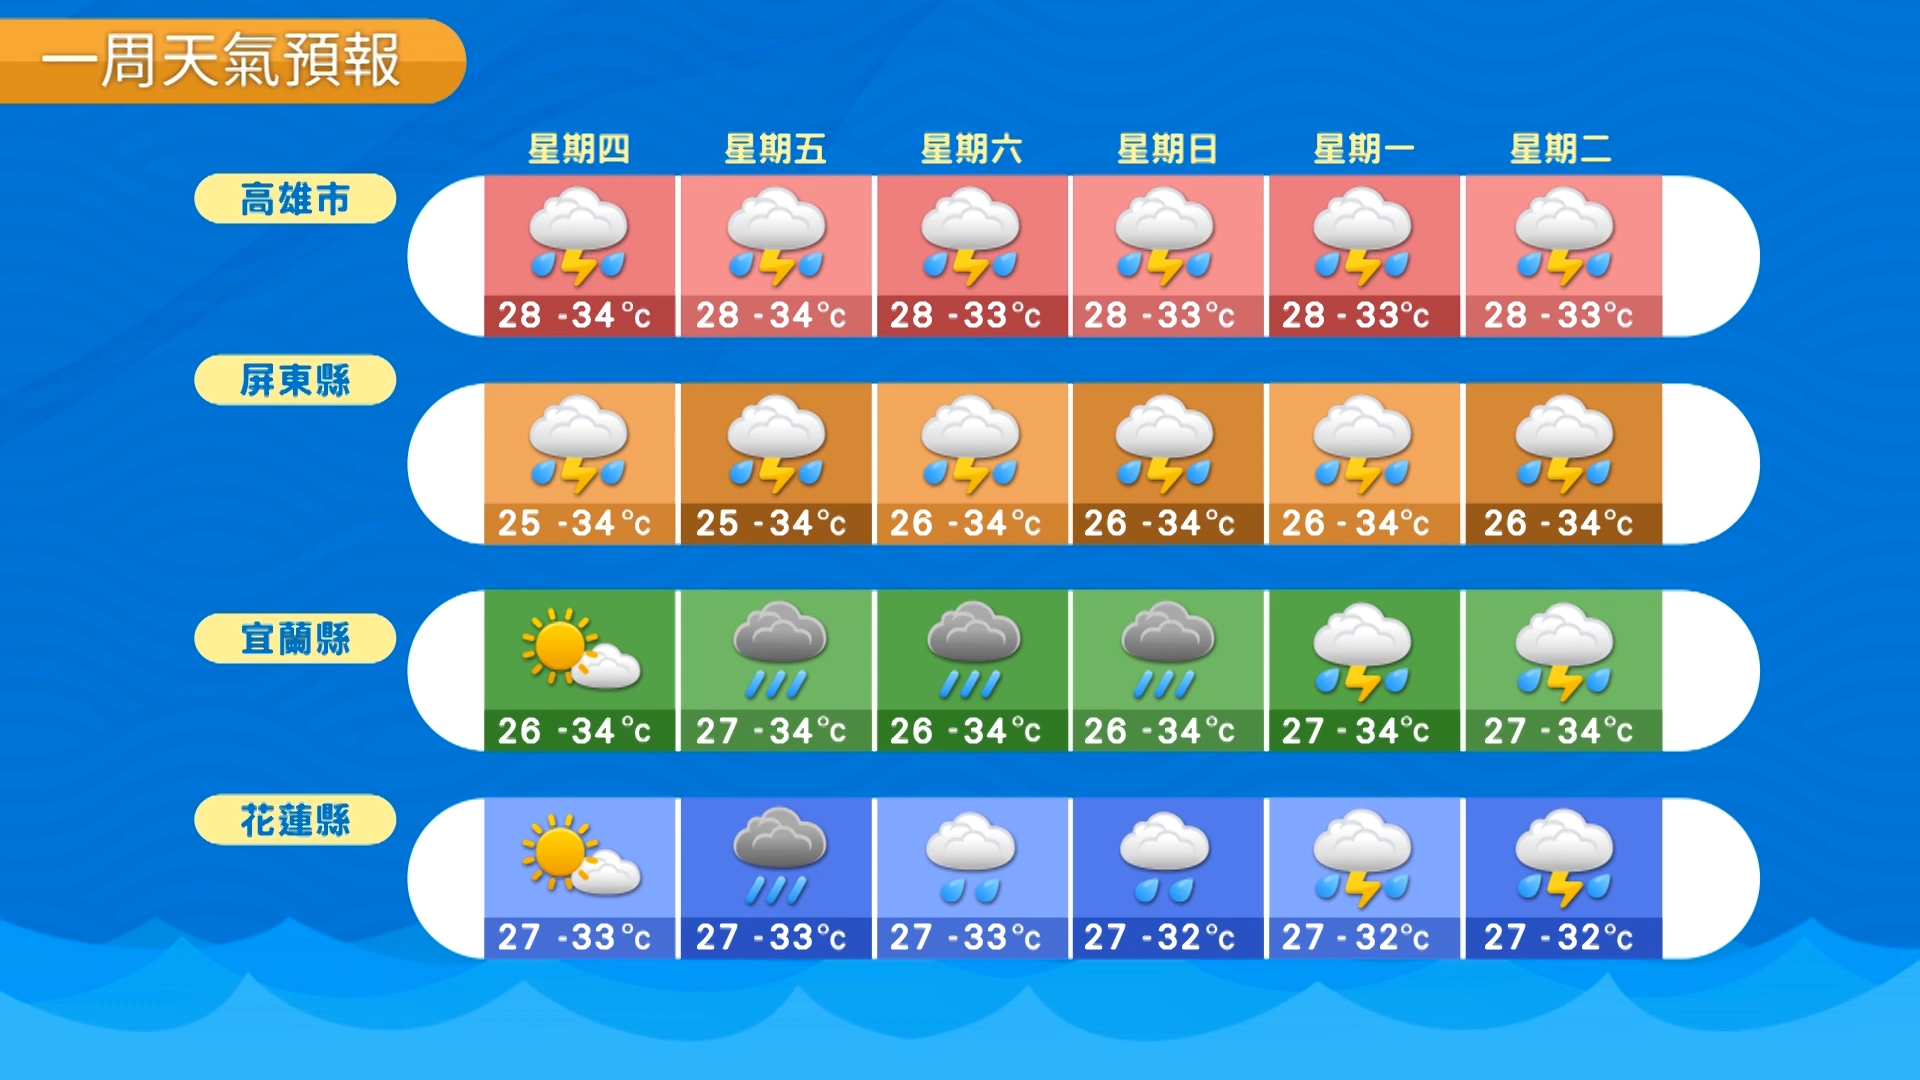 一周天氣預報
星期四 星期五 星期六 星期日 星期一 星期二
高雄市
28 -34°C 28 -34°C 28 -33°C 28 -33°C 28 -33°C 28 -33°C
屏東縣
25 -34°C 25 -34°C 26 -34°C 26 -34°C 26 -34°C 26 -34°C
宜蘭縣
26 -34°C 27 -34°C 26 -34°C 26 -34°C 27 -34°C 27 -34°C
花蓮縣
27 -33°C 27 -33°C 27 -33°C 27 -32°C 27 -32°C 27 -32°C